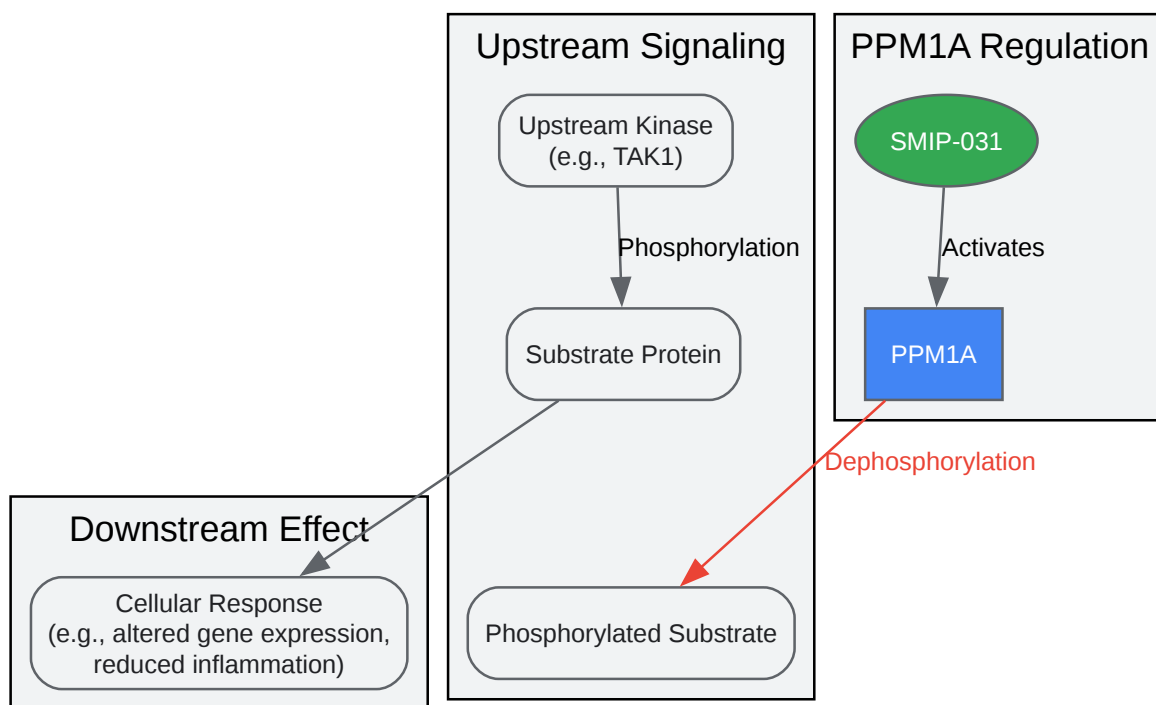 Upstream Signaling
Upstream Kinase
(e.g., TAK1)
Phosphorylation
Substrate Protein
Phosphorylated Substrate
PPM1A Regulation
SMIP-031
Activates
PPM1A
Dephosphorylation
Downstream Effect
Cellular Response
(e.g., altered gene expression,
reduced inflammation)